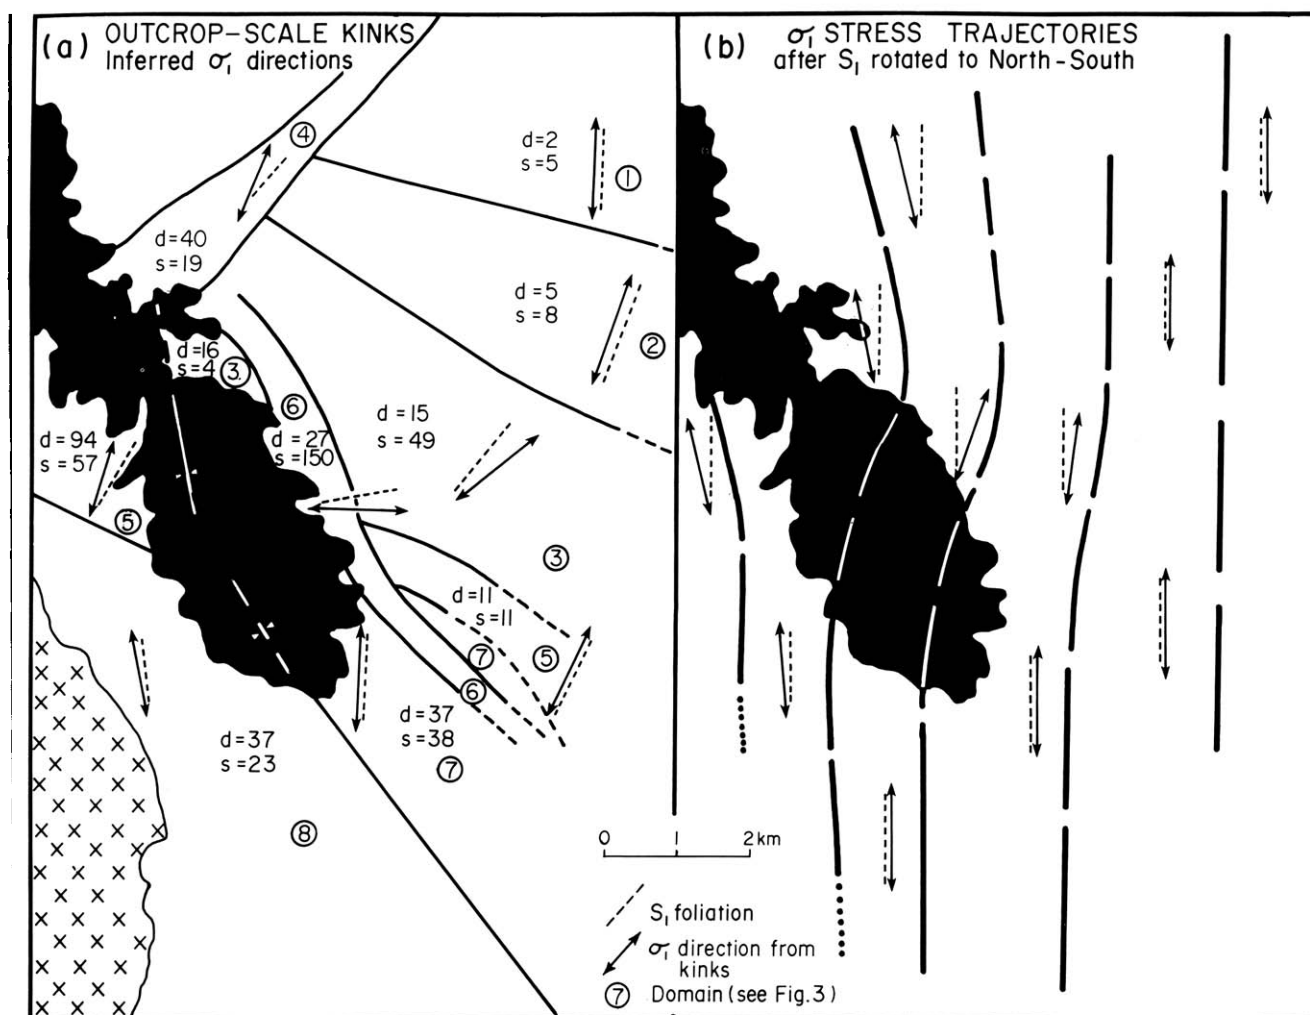 (a) OUTCROP-SCALE KINKS
Inferred σ₁ directions
(b) σ₁ STRESS TRAJECTORIES
after S₁ rotated to North-South
④
d=2
s=5
①
d=40
s=19
d=5
s=8
②
d=16
s=4
③
⑥
d=15
s=49
d=27
s=150
d=94
s=57
⑤
③
d=11
s=11
⑦
⑤
⑥
d=37
s=38
⑦
d=37
s=23
⑧
0 1 2 km
S₁ foliation
σ₁ direction from
kinks
⑦ Domain (see Fig.3)